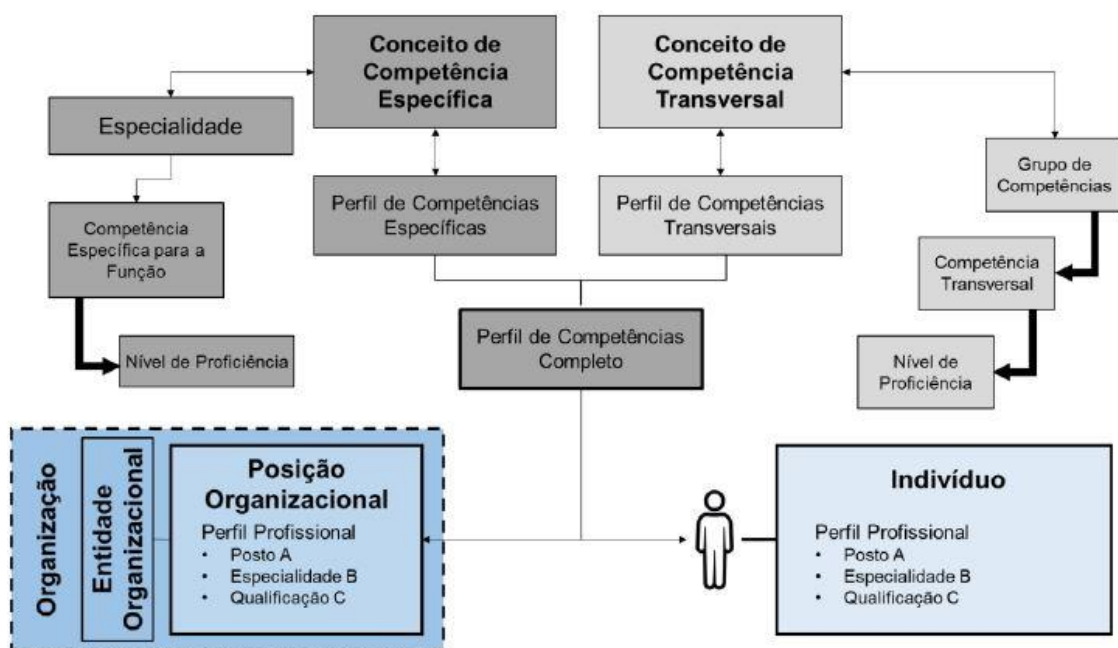 Conceito de
Competência
Específica
Conceito de
Competência
Transversal
Especialidade
Grupo de
Competências
Perfil de Competências
Específicas
Perfil de Competências
Transversais
Competência
Específica para a
Função
Competência
Transversal
Nível de Proficiência
Perfil de Competências
Completo
Nível de
Proficiência
Organização
Entidade
Organizacional
Posição
Organizacional
Perfil Profissional
• Posto A
• Especialidade B
• Qualificação C
Indivíduo
Perfil Profissional
• Posto A
• Especialidade B
• Qualificação C